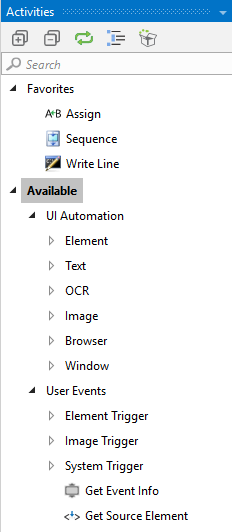 Activities
Search
Favorites
A+B Assign
Sequence
Write Line
Available
UI Automation
Element
Text
OCR
Image
Browser
Window
User Events
Element Trigger
Image Trigger
System Trigger
Get Event Info
Get Source Element